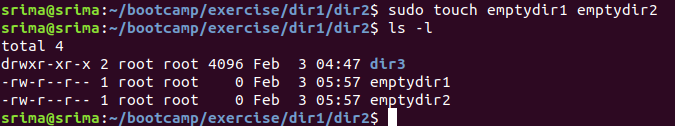 srima@srima:~/bootcamp/exercise/dir1/dir2$ sudo touch emptydir1 emptydir2
srima@srima:~/bootcamp/exercise/dir1/dir2$ ls -l
total 4
drwxr-xr-x 2 root root 4096 Feb  3 04:47 dir3
-rw-r--r-- 1 root root    0 Feb  3 05:57 emptydir1
-rw-r--r-- 1 root root    0 Feb  3 05:57 emptydir2
srima@srima:~/bootcamp/exercise/dir1/dir2$